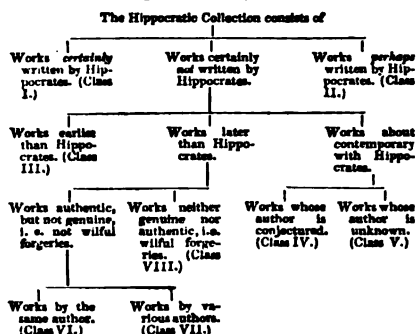 The Hippocratic Collection consists of
Works certainly
written by Hip-
pocrates. (Class
I.)
Works certainly
not written by
Hippocrates.
Works perhaps
written by Hip-
pocrates. (Class
II.)
Works earlier
than Hippo-
crates. (Class
III.)
Works later
than Hippo-
crates.
Works about
contemporary
with Hippo-
crates.
Works authentic,
but not genuine,
i. e. not wilful
forgeries.
Works neither
genuine nor
authentic, i.e.
wilful forge-
ries. (Class
VIII.)
Works whose
author is
conjectured.
(Class IV.)
Works whose
author is
unknown.
(Class V.)
Works by the
same author.
(Class VI.)
Works by va-
rious authors.
(Class VII.)